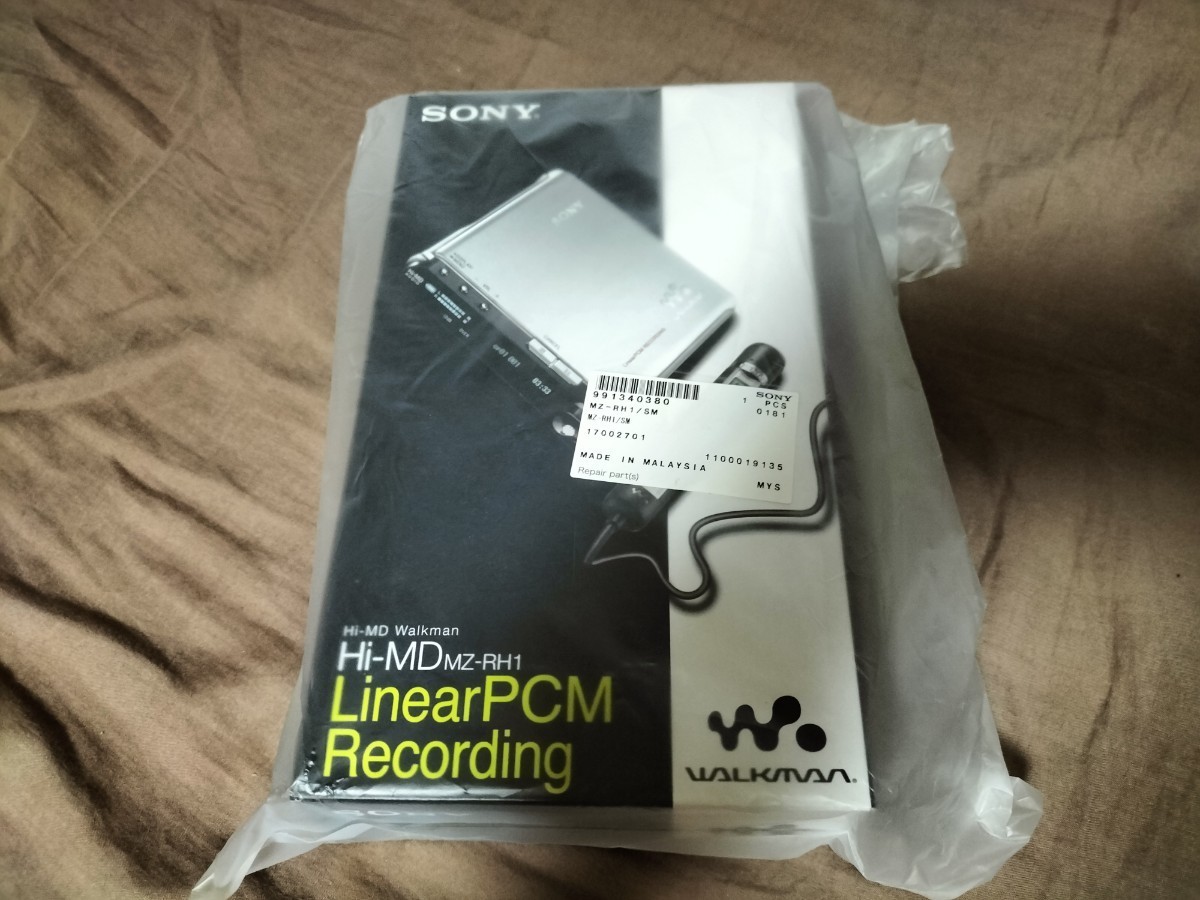 SONY
SONY
991340380
SONY
1 PCS
MZ-RH1/SM
0181
MZ-RH1/SM
17002701
MADE IN MALAYSIA
1100019135
Repair part(s)
MYS
Hi-MD Walkman
Hi-MD MZ-RH1
LinearPCM
Recording
WALKMAN®